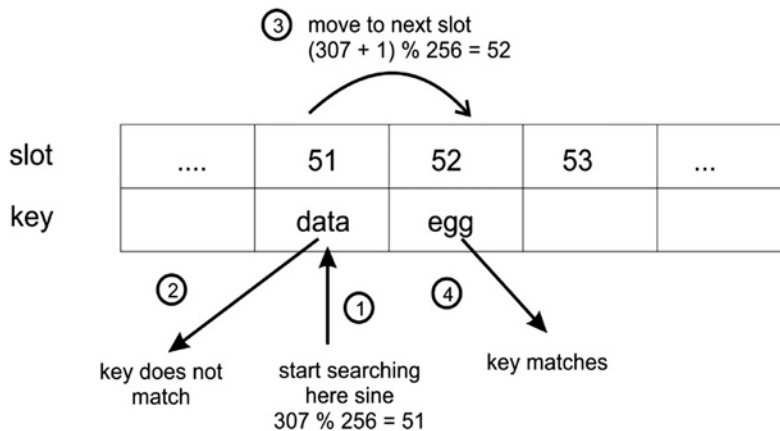 3 move to next slot
(307 + 1) % 256 = 52
slot .... 51 52 53 ...
key data egg
2 1 4
key does not
match
start searching
here sine
307 % 256 = 51
key matches